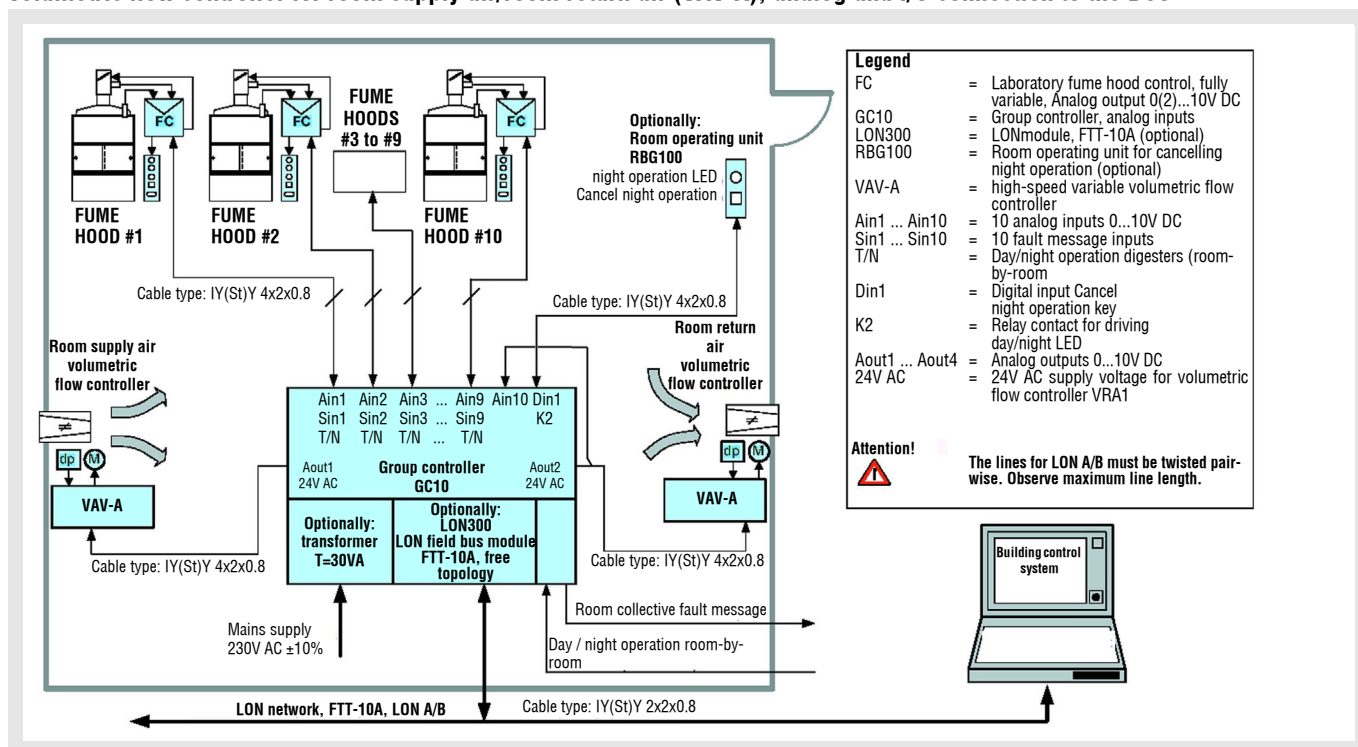 FC
FC
FC
FUME
HOODS
#3 to #9
FUME
HOOD #1
FUME
HOOD #2
FUME
HOOD #10
Optionally:
Room operating unit
RBG100
night operation LED
Cancel night operation
Cable type: IY(St)Y 4x2x0.8
Cable type: IY(St)Y 4x2x0.8
Room supply air
volumetric
flow controller
Room return
air
volumetric
flow controller
≠
dp M
VAV-A
≠
dp M
VAV-A
Ain1 Ain2 Ain3 ... Ain9 Ain10 Din1
Sin1 Sin2 Sin3 ... Sin9 K2
T/N T/N T/N ... T/N
Aout1
24V AC
Group controller
GC10
Aout2
24V AC
Optionally:
transformer
T=30VA
Optionally:
LON300
LON field bus module
FTT-10A, free
topology
Cable type: IY(St)Y 4x2x0.8
Cable type: IY(St)Y 4x2x0.8
Mains supply
230V AC ±10%
Room collective fault message
Day / night operation room-by-
room
LON network, FTT-10A, LON A/B
Cable type: IY(St)Y 2x2x0.8
Legend
FC = Laboratory fume hood control, fully
variable, Analog output 0(2)...10V DC
GC10 = Group controller, analog inputs
LON300 = LONmodule, FTT-10A (optional)
RBG100 = Room operating unit for cancelling
night operation (optional)
VAV-A = high-speed variable volumetric flow
controller
Ain1 ... Ain10 = 10 analog inputs 0...10V DC
Sin1 ... Sin10 = 10 fault message inputs
T/N = Day/night operation digesters (room-
by-room
Din1 = Digital input Cancel
night operation key
K2 = Relay contact for driving
day/night LED
Aout1 ... Aout4 = Analog outputs 0...10V DC
24V AC = 24V AC supply voltage for volumetric
flow controller VRA1
Attention!
The lines for LON A/B must be twisted pair-
wise. Observe maximum line length.
Building control
system